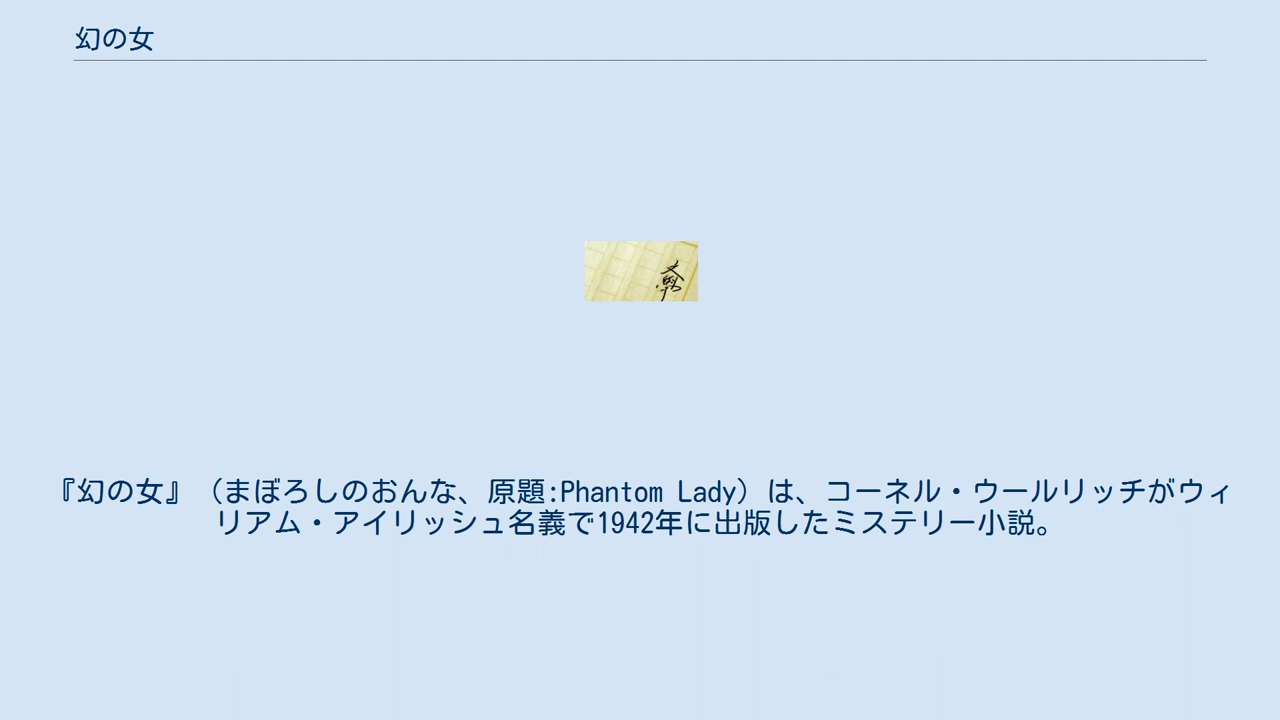 幻の女
『幻の女』（まぼろしのおんな、原題:Phantom Lady）は、コーネル・ウールリッチがウィ
リアム・アイリッシュ名義で1942年に出版したミステリー小説。